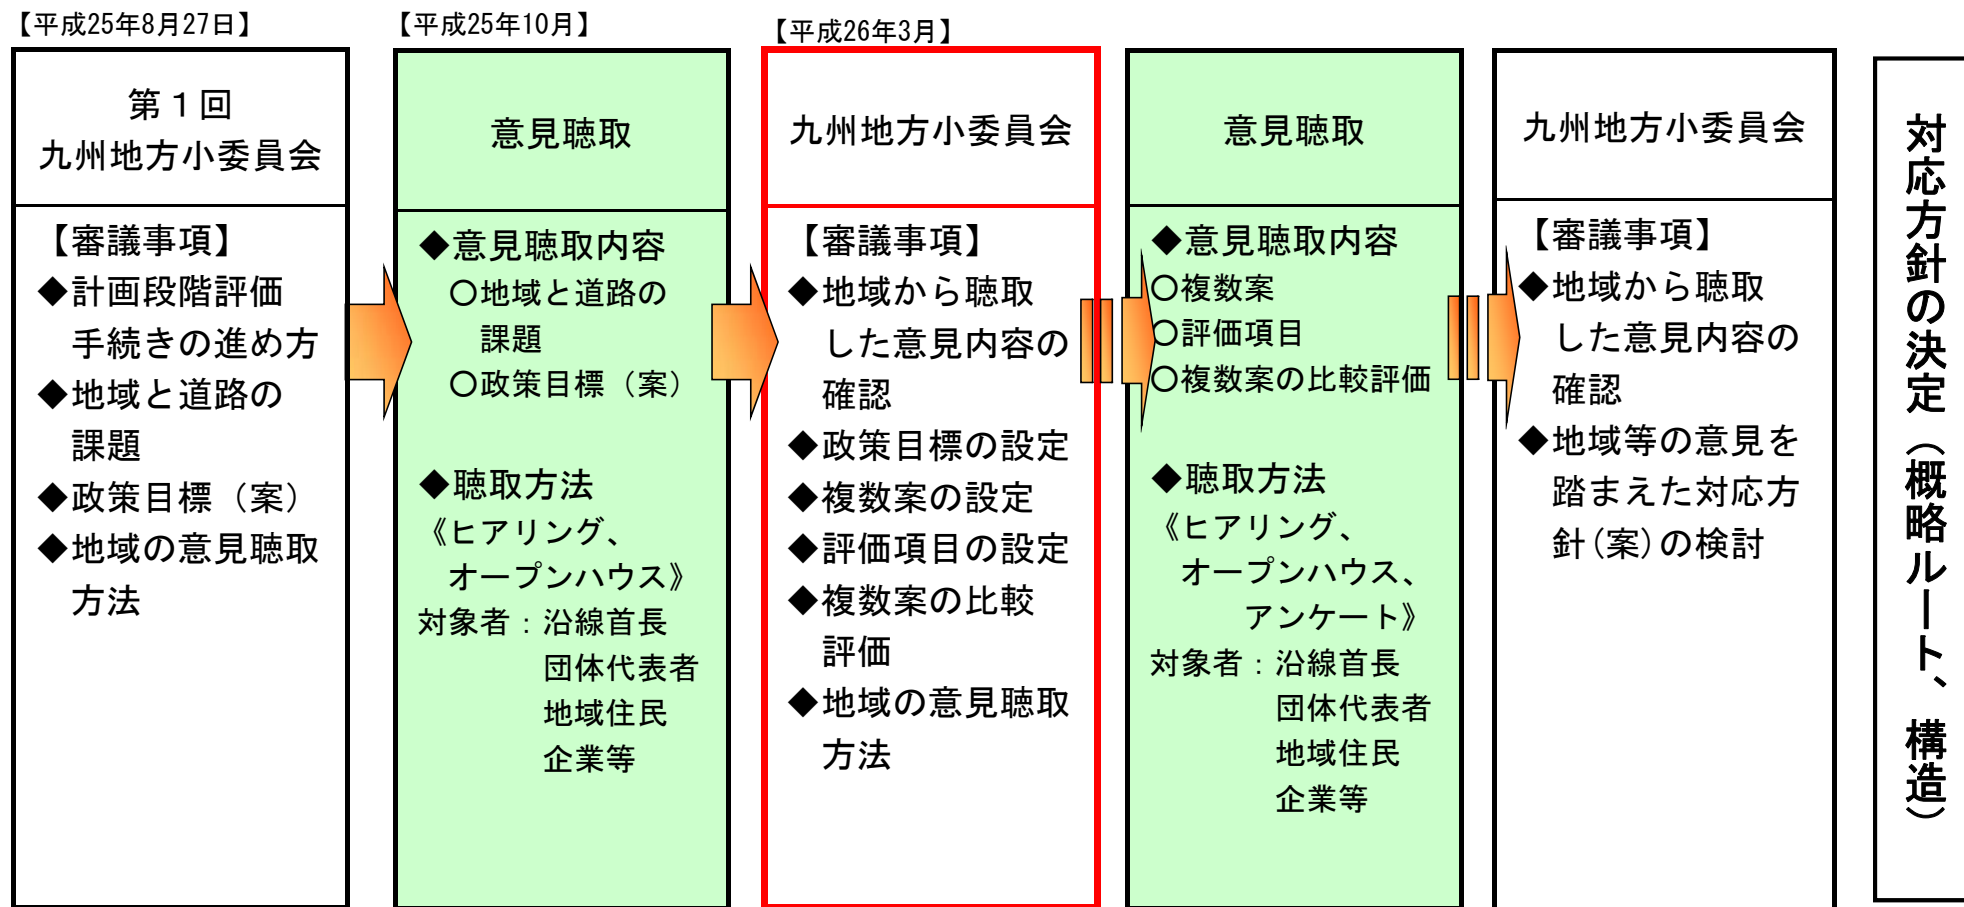 【平成25年8月27日】
第１回
九州地方小委員会
【審議事項】
◆計画段階評価
手続きの進め方
◆地域と道路の
課題
◆政策目標（案）
◆地域の意見聴取
方法
【平成25年10月】
意見聴取
◆意見聴取内容
○地域と道路の
課題
○政策目標（案）
◆聴取方法
《ヒアリング、
オープンハウス》
対象者：沿線首長
団体代表者
地域住民
企業等
【平成26年3月】
九州地方小委員会
【審議事項】
◆地域から聴取
した意見内容の
確認
◆政策目標の設定
◆複数案の設定
◆評価項目の設定
◆複数案の比較
評価
◆地域の意見聴取
方法
意見聴取
◆意見聴取内容
○複数案
○評価項目
○複数案の比較評価
◆聴取方法
《ヒアリング、
オープンハウス、
アンケート》
対象者：沿線首長
団体代表者
地域住民
企業等
九州地方小委員会
【審議事項】
◆地域から聴取
した意見内容の
確認
◆地域等の意見を
踏まえた対応方
針(案)の検討
対応方針の決定（概略ルート、構造）